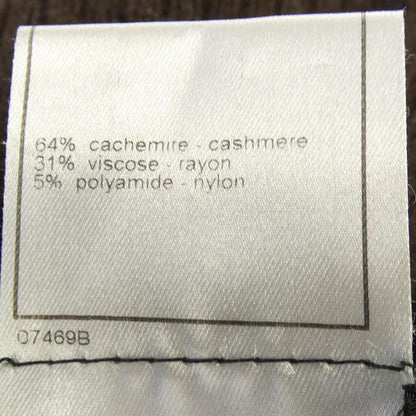 64% cachemire - cashmere
31% viscose - rayon
5% polyamide - nylon
07469B